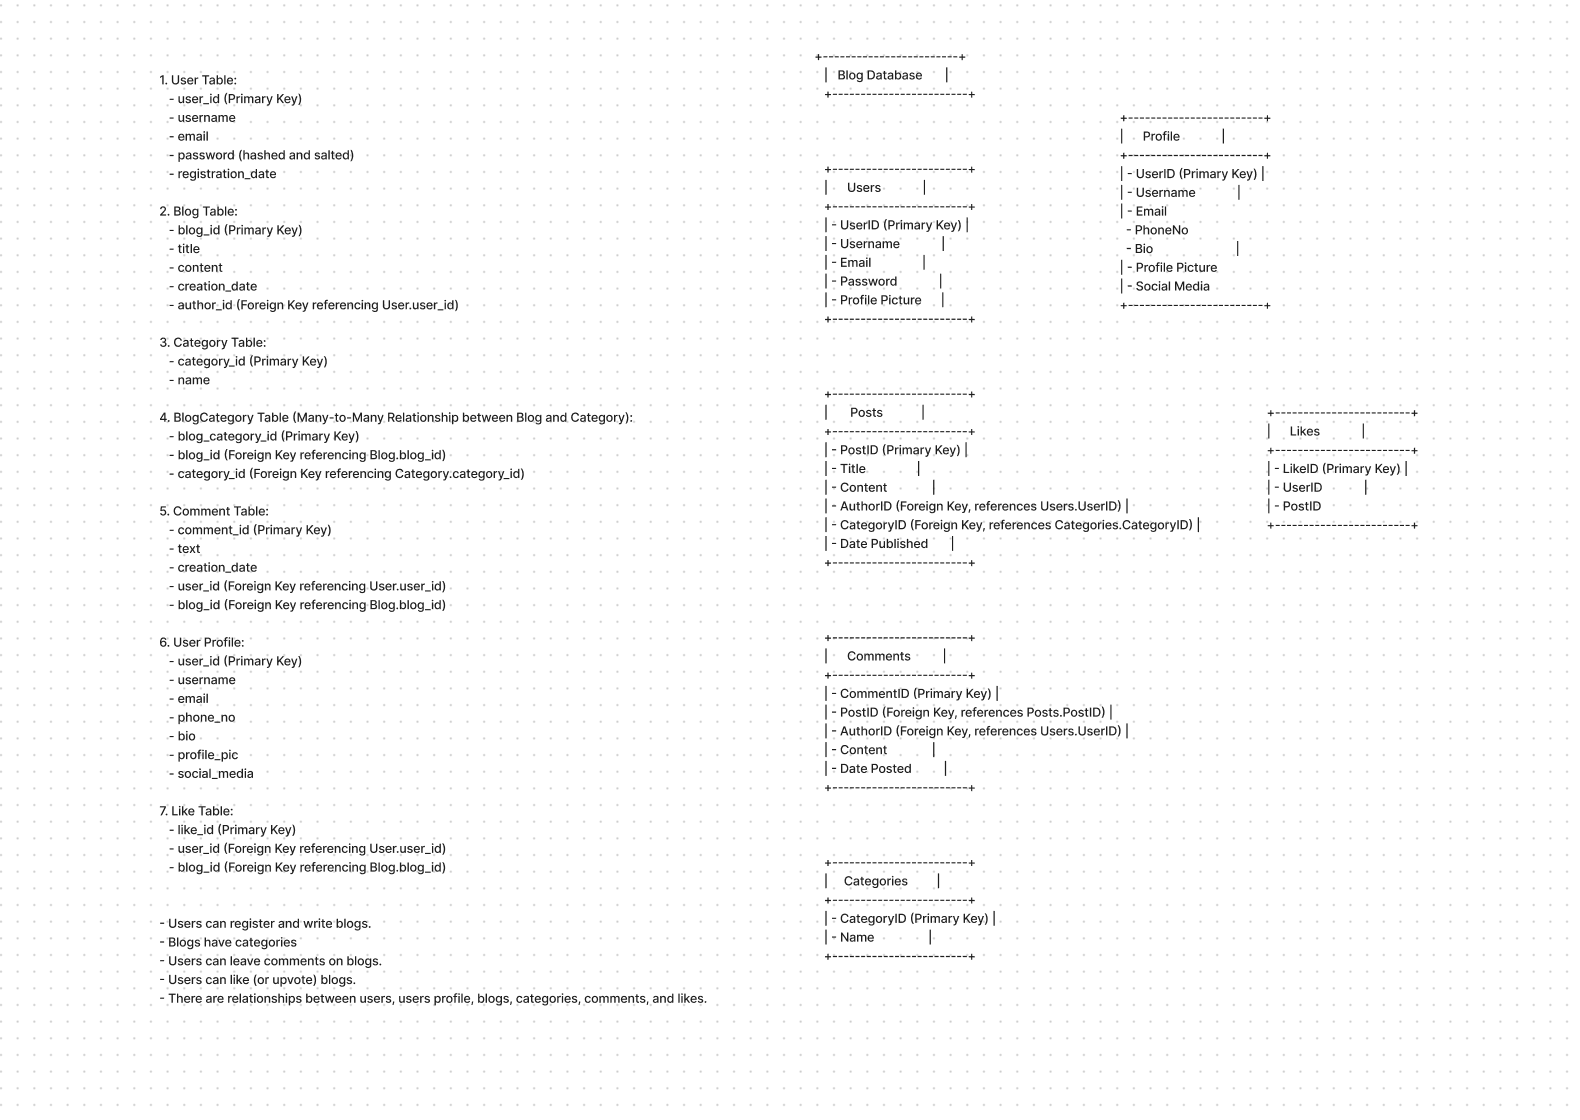 1. User Table:
- user_id (Primary Key)
- username
- email
- password (hashed and salted)
- registration_date
2. Blog Table:
- blog_id (Primary Key)
- title
- content
- creation_date
- author_id (Foreign Key referencing User.user_id)
3. Category Table:
- category_id (Primary Key)
- name
4. BlogCategory Table (Many-to-Many Relationship between Blog and Category):
- blog_category_id (Primary Key)
- blog_id (Foreign Key referencing Blog.blog_id)
- category_id (Foreign Key referencing Category.category_id)
5. Comment Table:
- comment_id (Primary Key)
- text
- creation_date
- user_id (Foreign Key referencing User.user_id)
- blog_id (Foreign Key referencing Blog.blog_id)
6. User Profile:
- user_id (Primary Key)
- username
- email
- phone_no
- bio
- profile_pic
- social_media
7. Like Table:
- like_id (Primary Key)
- user_id (Foreign Key referencing User.user_id)
- blog_id (Foreign Key referencing Blog.blog_id)
- Users can register and write blogs.
- Blogs have categories
- Users can leave comments on blogs.
- Users can like (or upvote) blogs.
- There are relationships between users, users profile, blogs, categories, comments, and likes.
+------------------------+
| Blog Database |
+------------------------+
+------------------------+
| Users |
+------------------------+
| - UserID (Primary Key) |
| - Username |
| - Email |
| - Password |
| - Profile Picture |
+------------------------+
+------------------------+
| Profile |
+------------------------+
| - UserID (Primary Key) |
| - Username |
| - Email
- PhoneNo
- Bio |
| - Profile Picture
| - Social Media
+------------------------+
+------------------------+
| Posts |
+------------------------+
| - PostID (Primary Key) |
| - Title |
| - Content |
| - AuthorID (Foreign Key, references Users.UserID) |
| - CategoryID (Foreign Key, references Categories.CategoryID) |
| - Date Published |
+------------------------+
+------------------------+
| Likes |
+------------------------+
| - LikeID (Primary Key) |
| - UserID |
| - PostID
+------------------------+
+------------------------+
| Comments |
+------------------------+
| - CommentID (Primary Key) |
| - PostID (Foreign Key, references Posts.PostID) |
| - AuthorID (Foreign Key, references Users.UserID) |
| - Content |
| - Date Posted |
+------------------------+
+------------------------+
| Categories |
+------------------------+
| - CategoryID (Primary Key) |
| - Name |
+------------------------+